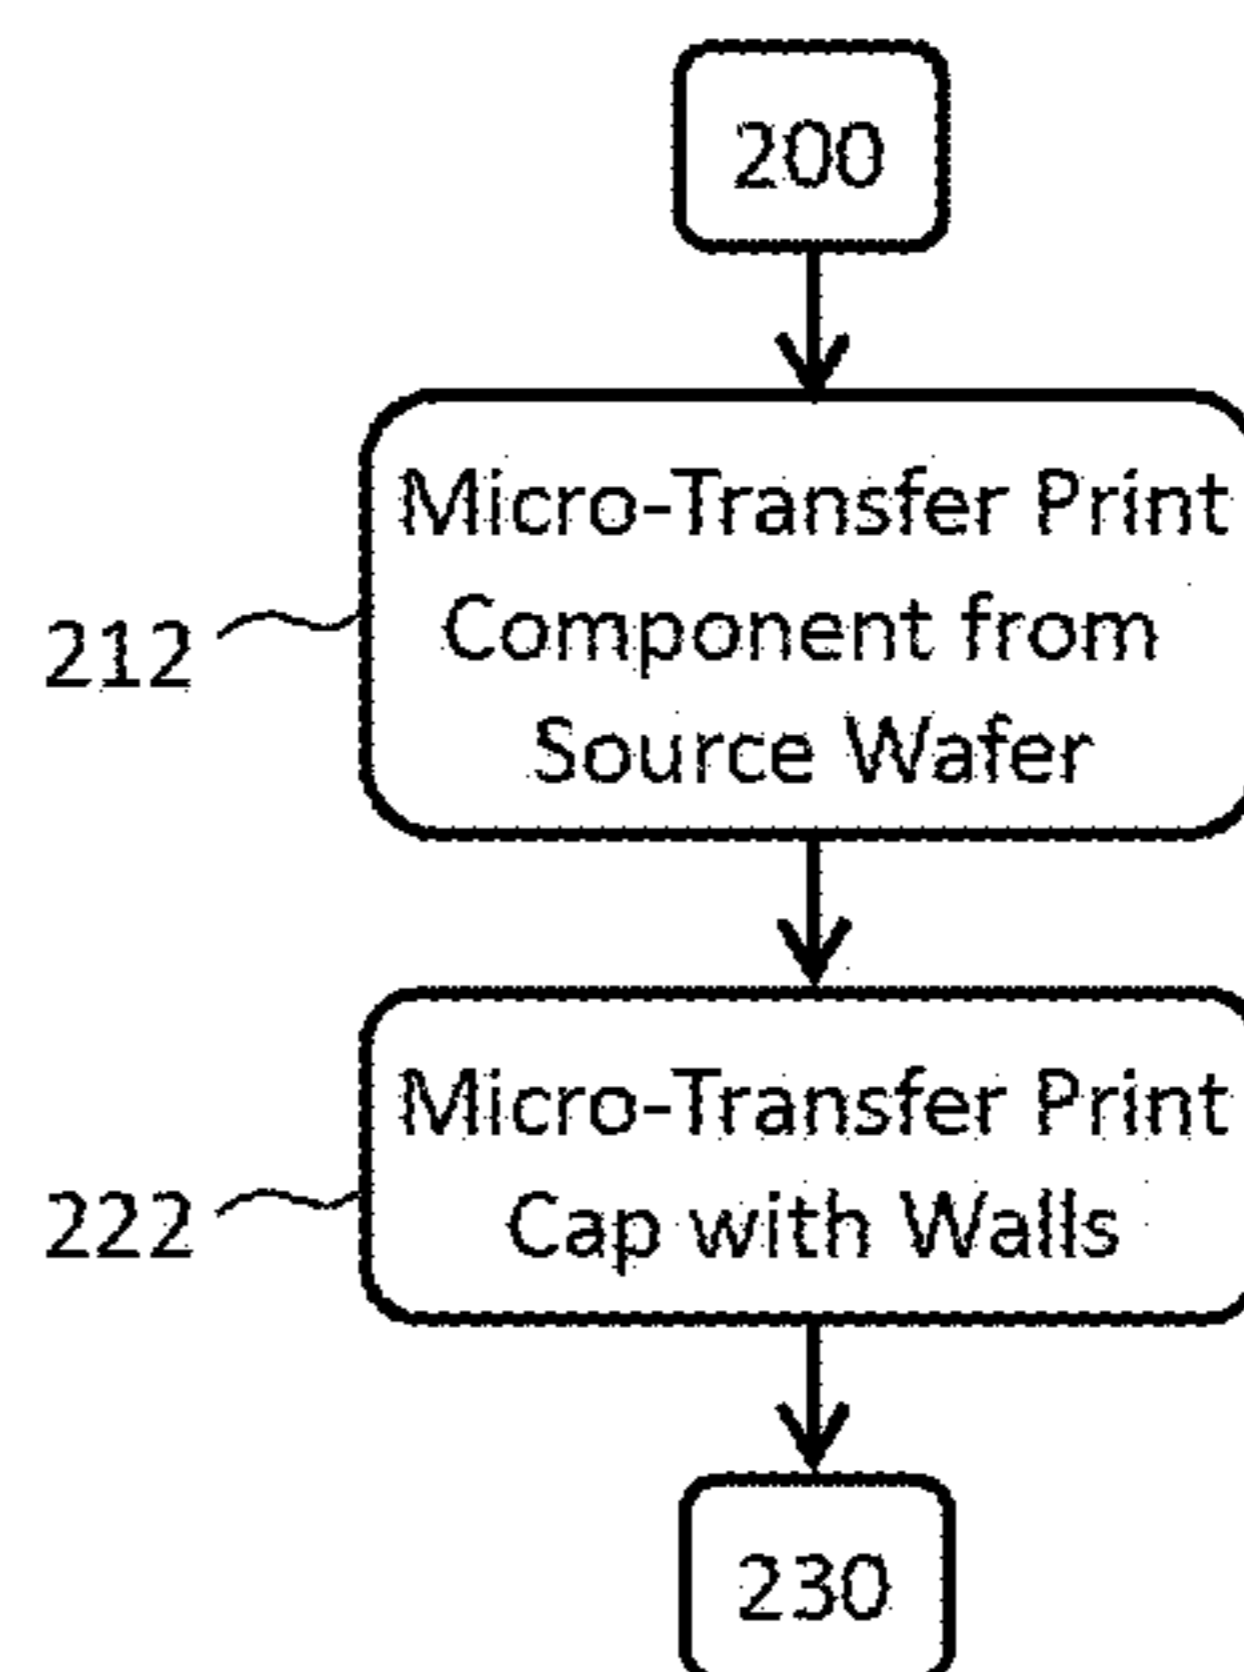 200
Micro-Transfer Print
Component from
Source Wafer
212
Micro-Transfer Print
Cap with Walls
222
230